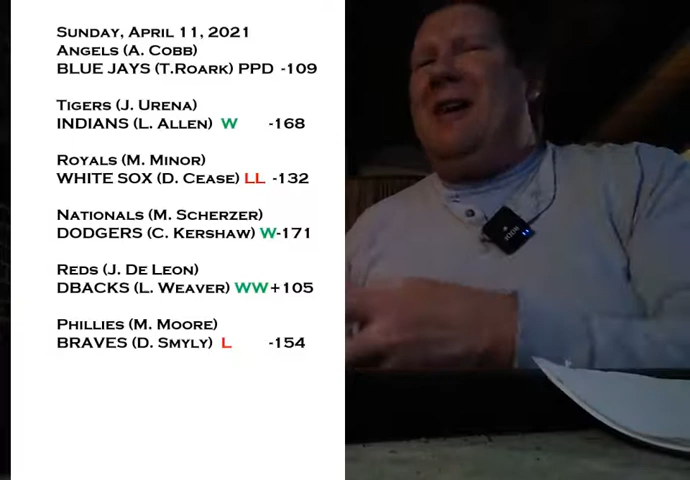 Sunday, April 11, 2021
Angels (A. Cobb)
BLUE JAYS (T.Roark) PPD -109
Tigers (J. Urena)
INDIANS (L. Allen) W -168
Royals (M. Minor)
WHITE SOX (D. Cease) LL -132
Nationals (M. Scherzer)
DODGERS (C. Kershaw) W-171
Reds (J. De Leon)
DBACKS (L. Weaver) WW+105
Phillies (M. Moore)
BRAVES (D. Smyly) L -154